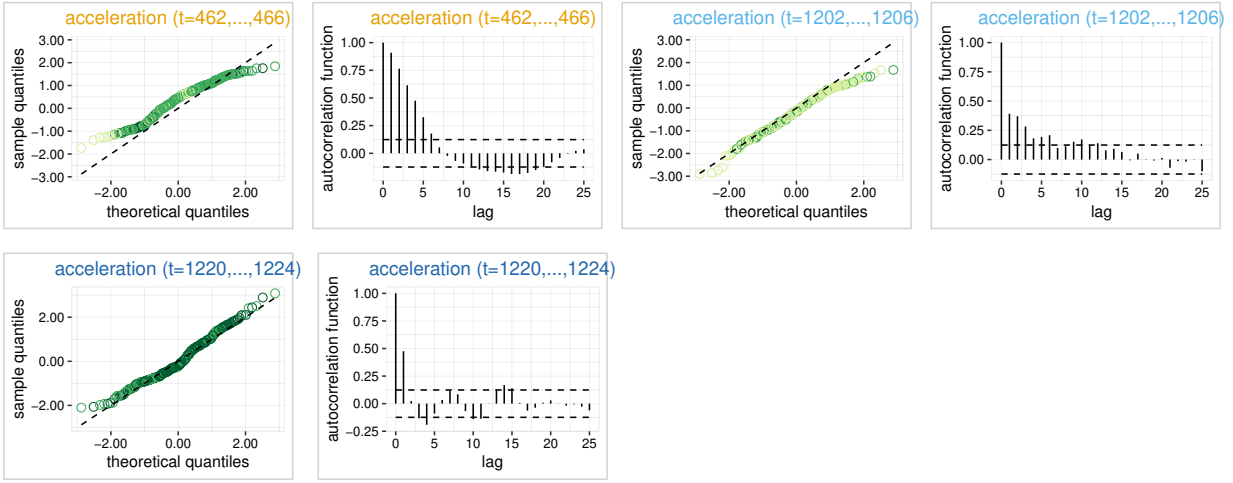 acceleration (t=462,...,466)
sample quantiles
3.00
2.00
1.00
0.00
−1.00
−2.00
−3.00
−2.00 0.00 2.00
theoretical quantiles
acceleration (t=462,...,466)
autocorrelation function
1.00
0.75
0.50
0.25
0.00
0 5 10 15 20 25
lag
acceleration (t=1202,...,1206)
sample quantiles
3.00
2.00
1.00
0.00
−1.00
−2.00
−3.00
−2.00 0.00 2.00
theoretical quantiles
acceleration (t=1202,...,1206)
autocorrelation function
1.00
0.75
0.50
0.25
0.00
0 5 10 15 20 25
lag
acceleration (t=1220,...,1224)
sample quantiles
2.00
0.00
−2.00
−2.00 0.00 2.00
theoretical quantiles
acceleration (t=1220,...,1224)
autocorrelation function
1.00
0.75
0.50
0.25
0.00
−0.25
0 5 10 15 20 25
lag